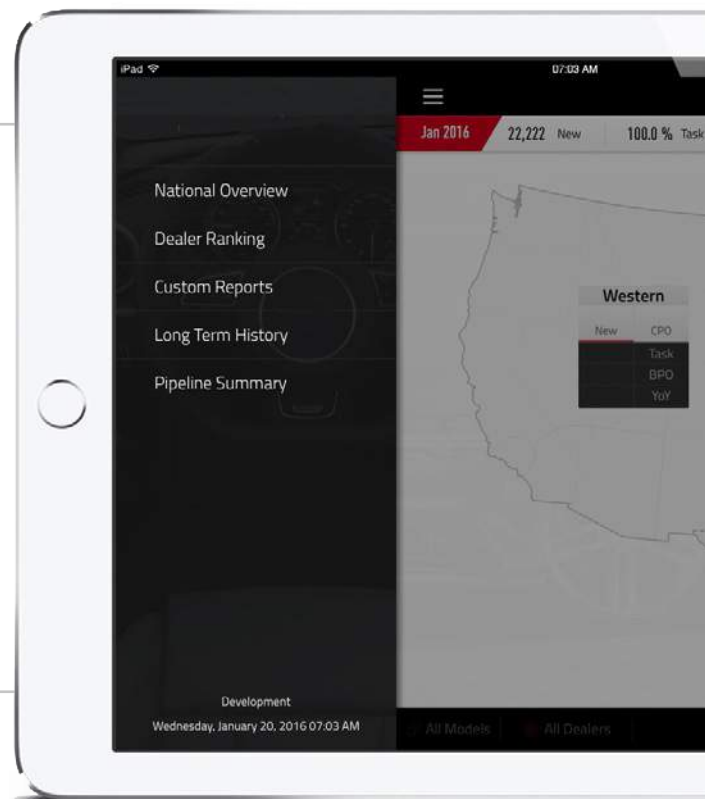 iPad
07:03 AM
Jan 2016 22,222 New 100.0 % Task
National Overview
Dealer Ranking
Custom Reports
Long Term History
Pipeline Summary
Western
New CPO
Task
BPO
YoY
Development
Wednesday, January 20, 2016 07:03 AM
All Models All Dealers